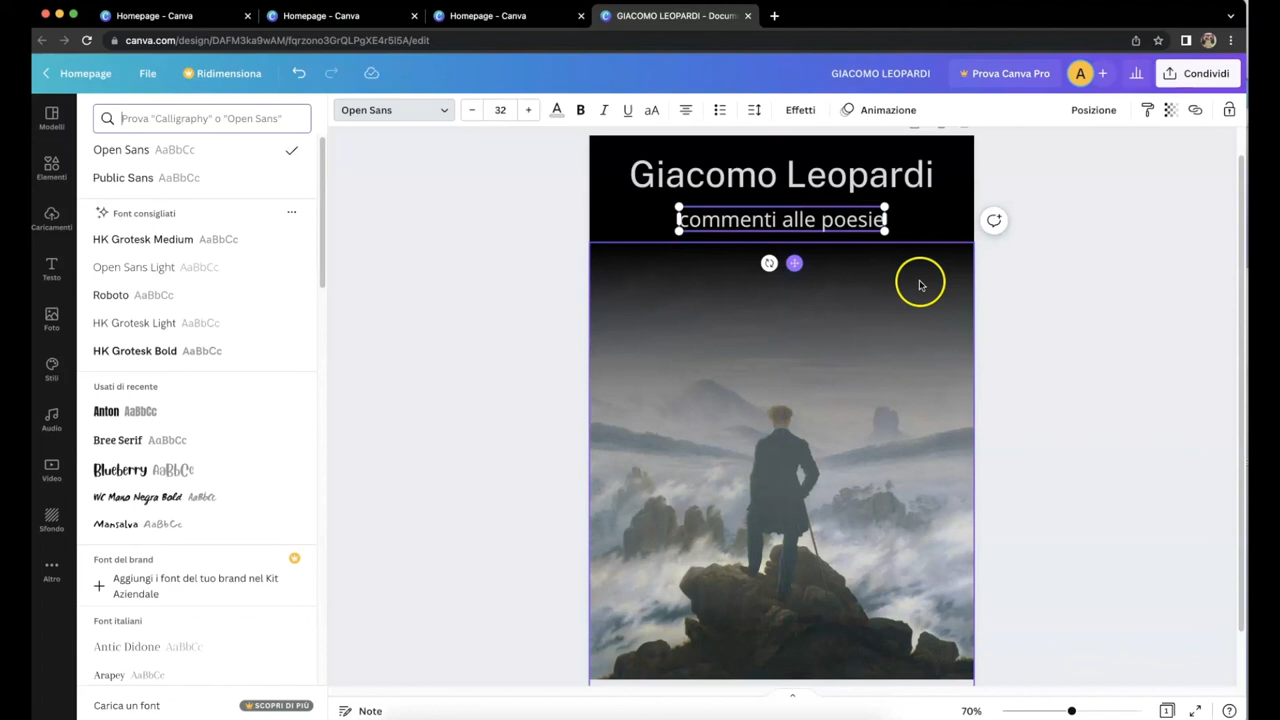 Homepage - Canva
Homepage - Canva
Homepage - Canva
GIACOMO LEOPARDI - Docum
canva.com/design/DAFM3ka9wAM/fqrzono3GrQLPgXE4r5l5A/edit
Homepage
File
Ridimensiona
GIACOMO LEOPARDI
Prova Canva Pro
A
Condividi
Open Sans
32
A
B
I
U
aA
Effetti
Animazione
Posizione
Modelli
Elementi
Caricamenti
Testo
Foto
Stili
Audio
Video
Sfondo
Altro
Prova "Calligraphy" o "Open Sans"
Open Sans AaBbCc
Public Sans AaBbCc
Font consigliati
HK Grotesk Medium AaBbCc
Open Sans Light AaBbCc
Roboto AaBbCc
HK Grotesk Light AaBbCc
HK Grotesk Bold AaBbCc
Usati di recente
Anton AaBbCc
Bree Serif AaBbCc
Blueberry AaBbCc
WC Mano Negra Bold AaBbCc
Mansalva AaBbCc
Font del brand
Aggiungi i font del tuo brand nel Kit
Aziendale
Font italiani
Antic Didone AaBbCc
Arapey AaBbCc
Carica un font
SCOPRI DI PIÙ
Giacomo Leopardi
commenti alle poesie
Note
70%
1